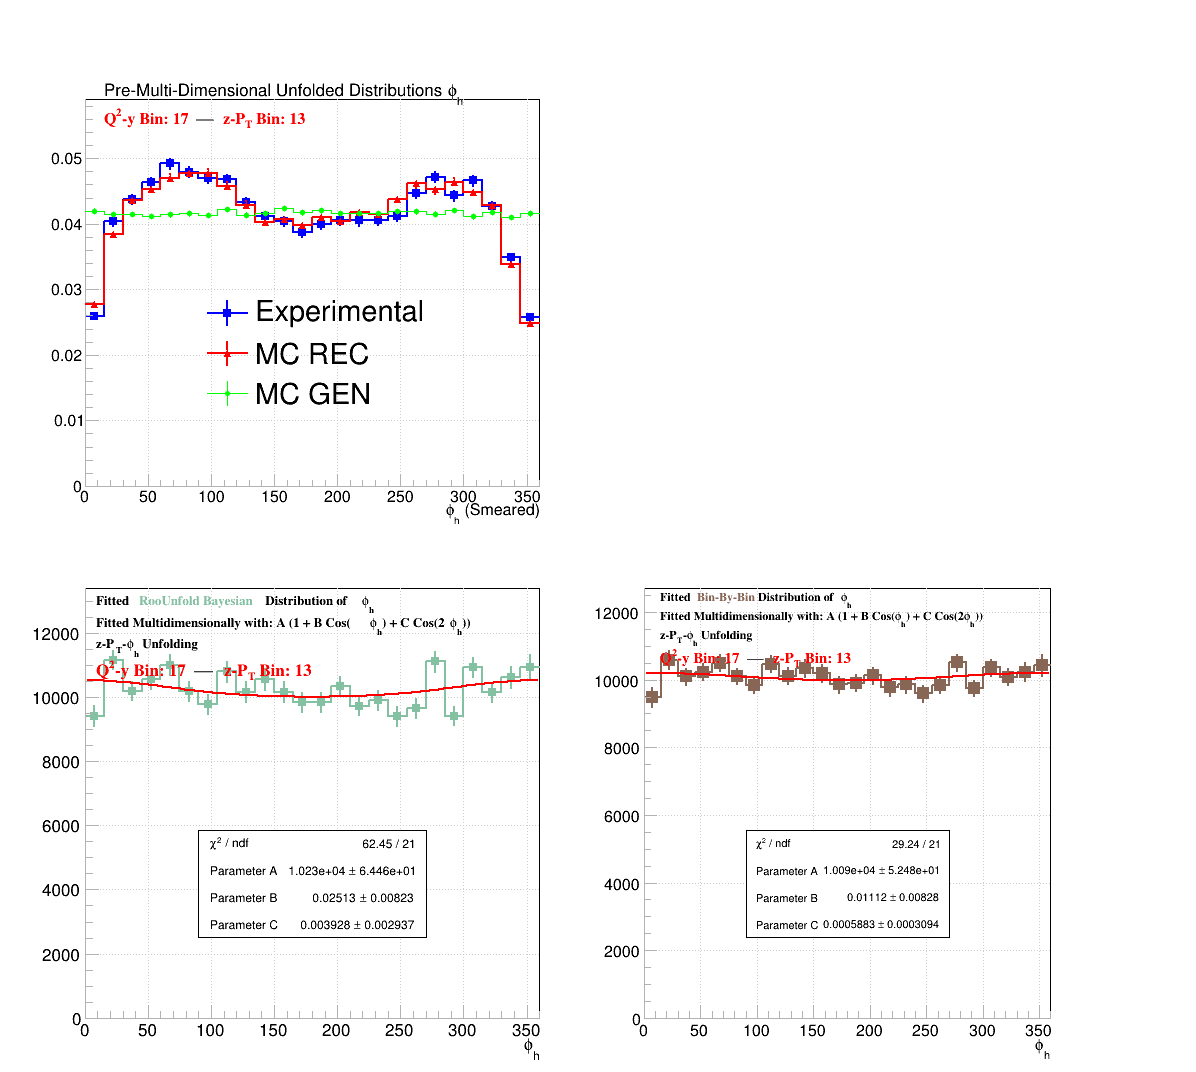 Pre-Multi-Dimensional Unfolded Distributions ϕh
Q²-y Bin: 17 — z-PT Bin: 13
0.05
0.04
0.03
0.02
0.01
0
Experimental
MC REC
MC GEN
0 50 100 150 200 250 300 350
ϕh (Smeared)
Fitted RooUnfold Bayesian Distribution of ϕh
Fitted Multidimensionally with: A (1 + B Cos(ϕh) + C Cos(2 ϕh))
z-PT-ϕh Unfolding
Q²-y Bin: 17 — z-PT Bin: 13
12000
10000
8000
6000
4000
2000
0
χ² / ndf 62.45 / 21
Parameter A 1.023e+04 ± 6.446e+01
Parameter B 0.02513 ± 0.00823
Parameter C 0.003928 ± 0.002937
0 50 100 150 200 250 300 350
ϕh
Fitted Bin-By-Bin Distribution of ϕh
Fitted Multidimensionally with: A (1 + B Cos(ϕh) + C Cos(2ϕh))
z-PT-ϕh Unfolding
Q²-y Bin: 17 — z-PT Bin: 13
12000
10000
8000
6000
4000
2000
0
χ² / ndf 29.24 / 21
Parameter A 1.009e+04 ± 5.248e+01
Parameter B 0.01112 ± 0.00828
Parameter C 0.0005883 ± 0.0003094
0 50 100 150 200 250 300 350
ϕh